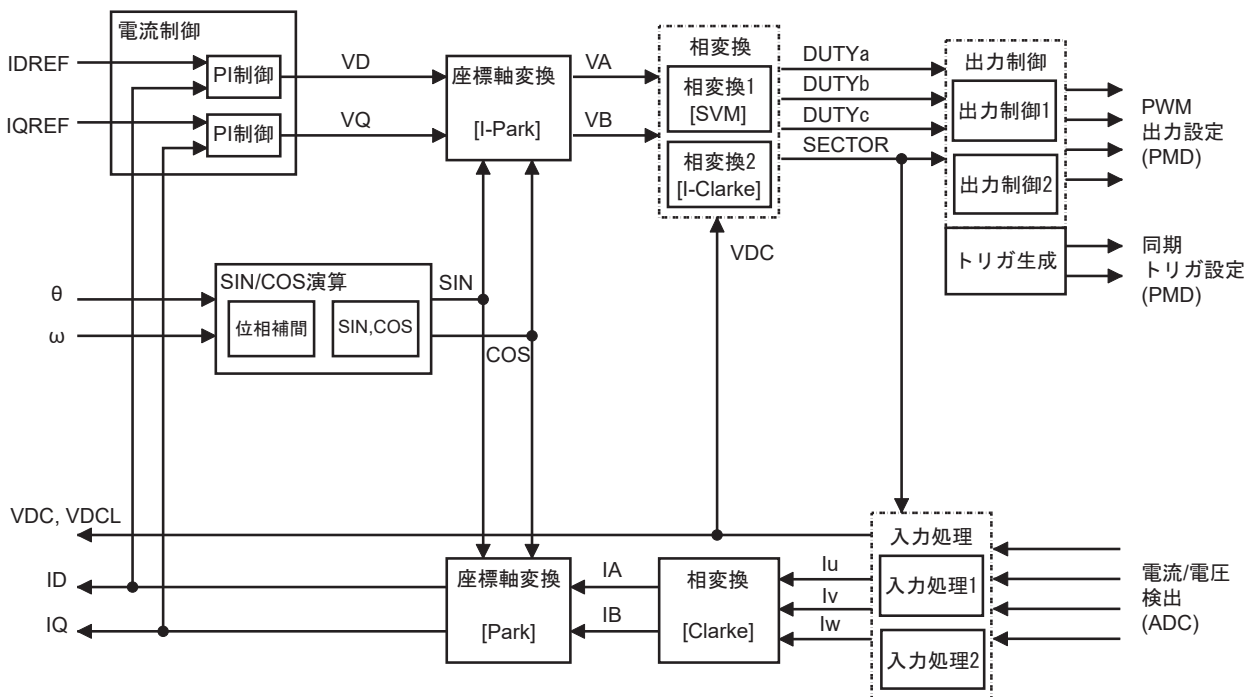 電流制御
IDREF
PI制御
VD
IQREF
PI制御
VQ
座標軸変換
[I-Park]
VA
VB
相変換
相変換1
[SVM]
相変換2
[I-Clarke]
DUTYa
DUTYb
DUTYc
SECTOR
出力制御
出力制御1
出力制御2
PWM
出力設定
(PMD)
トリガ生成
同期
トリガ設定
(PMD)
VDC
θ
ω
SIN/COS演算
位相補間
SIN,COS
SIN
COS
VDC, VDCL
ID
IQ
座標軸変換
[Park]
IA
IB
相変換
[Clarke]
Iu
Iv
Iw
入力処理
入力処理1
入力処理2
電流/電圧
検出
(ADC)